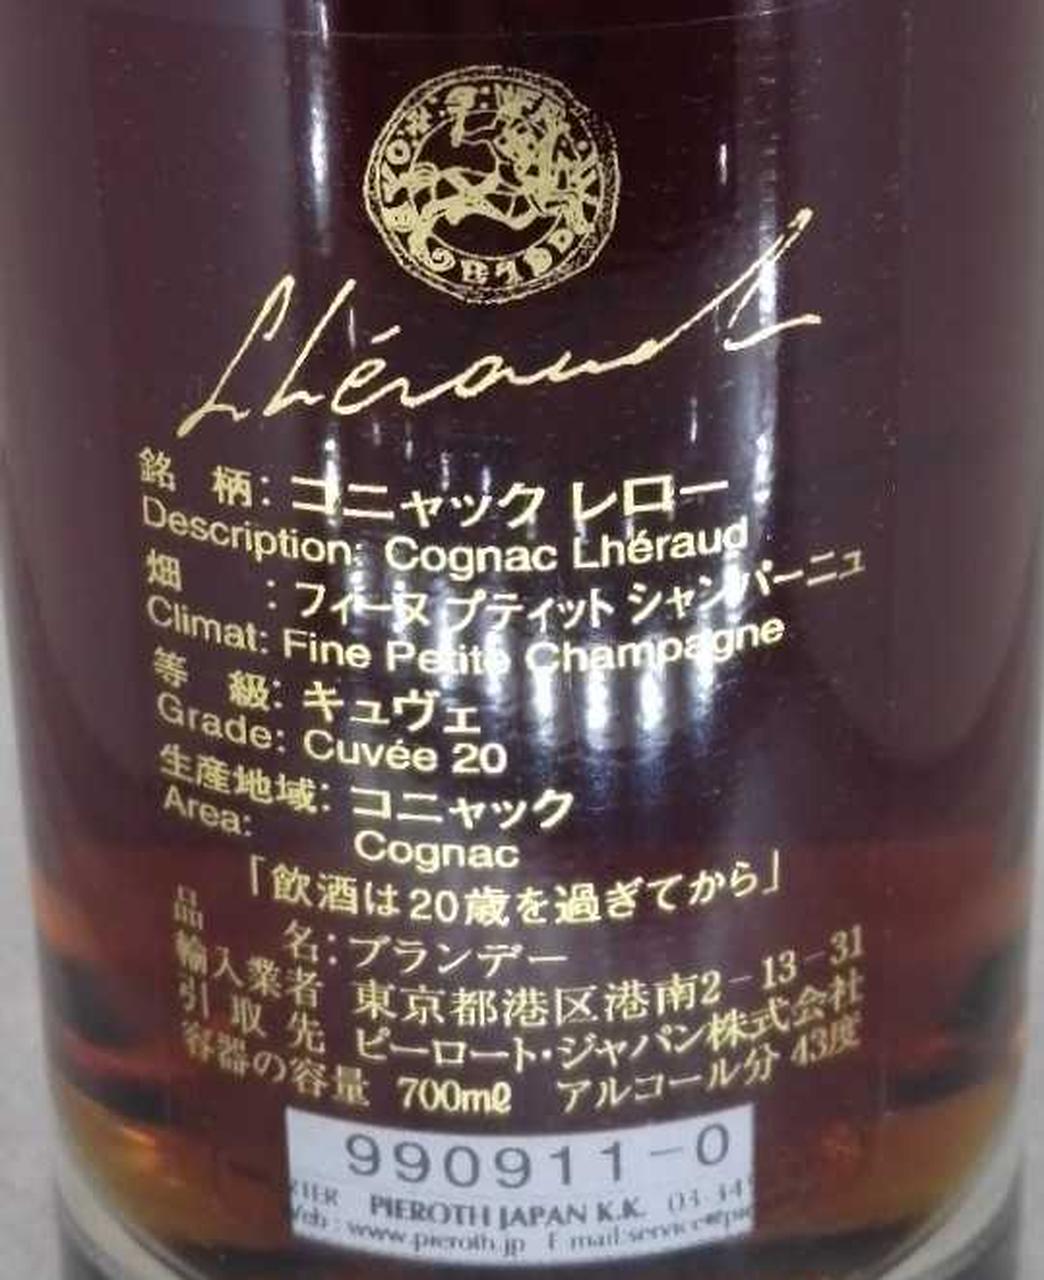 Lhéraud
銘 柄: コニャック レロー
Description: Cognac Lhéraud
畑 : フィーヌ プティット シャンパーニュ
Climat: Fine Petite Champagne
等 級: キュヴェ
Grade: Cuvée 20
生産地域: コニャック
Area: Cognac
「飲酒は20歳を過ぎてから」
品 名: ブランデー
輸入業者 東京都港区港南2-13-31
引取先 ピーロート・ジャパン株式会社
容器の容量 700mℓ アルコール分 43度
990911-0
PIEROTH JAPAN K.K. 03
www.pieroth.jp E mail:service@pie